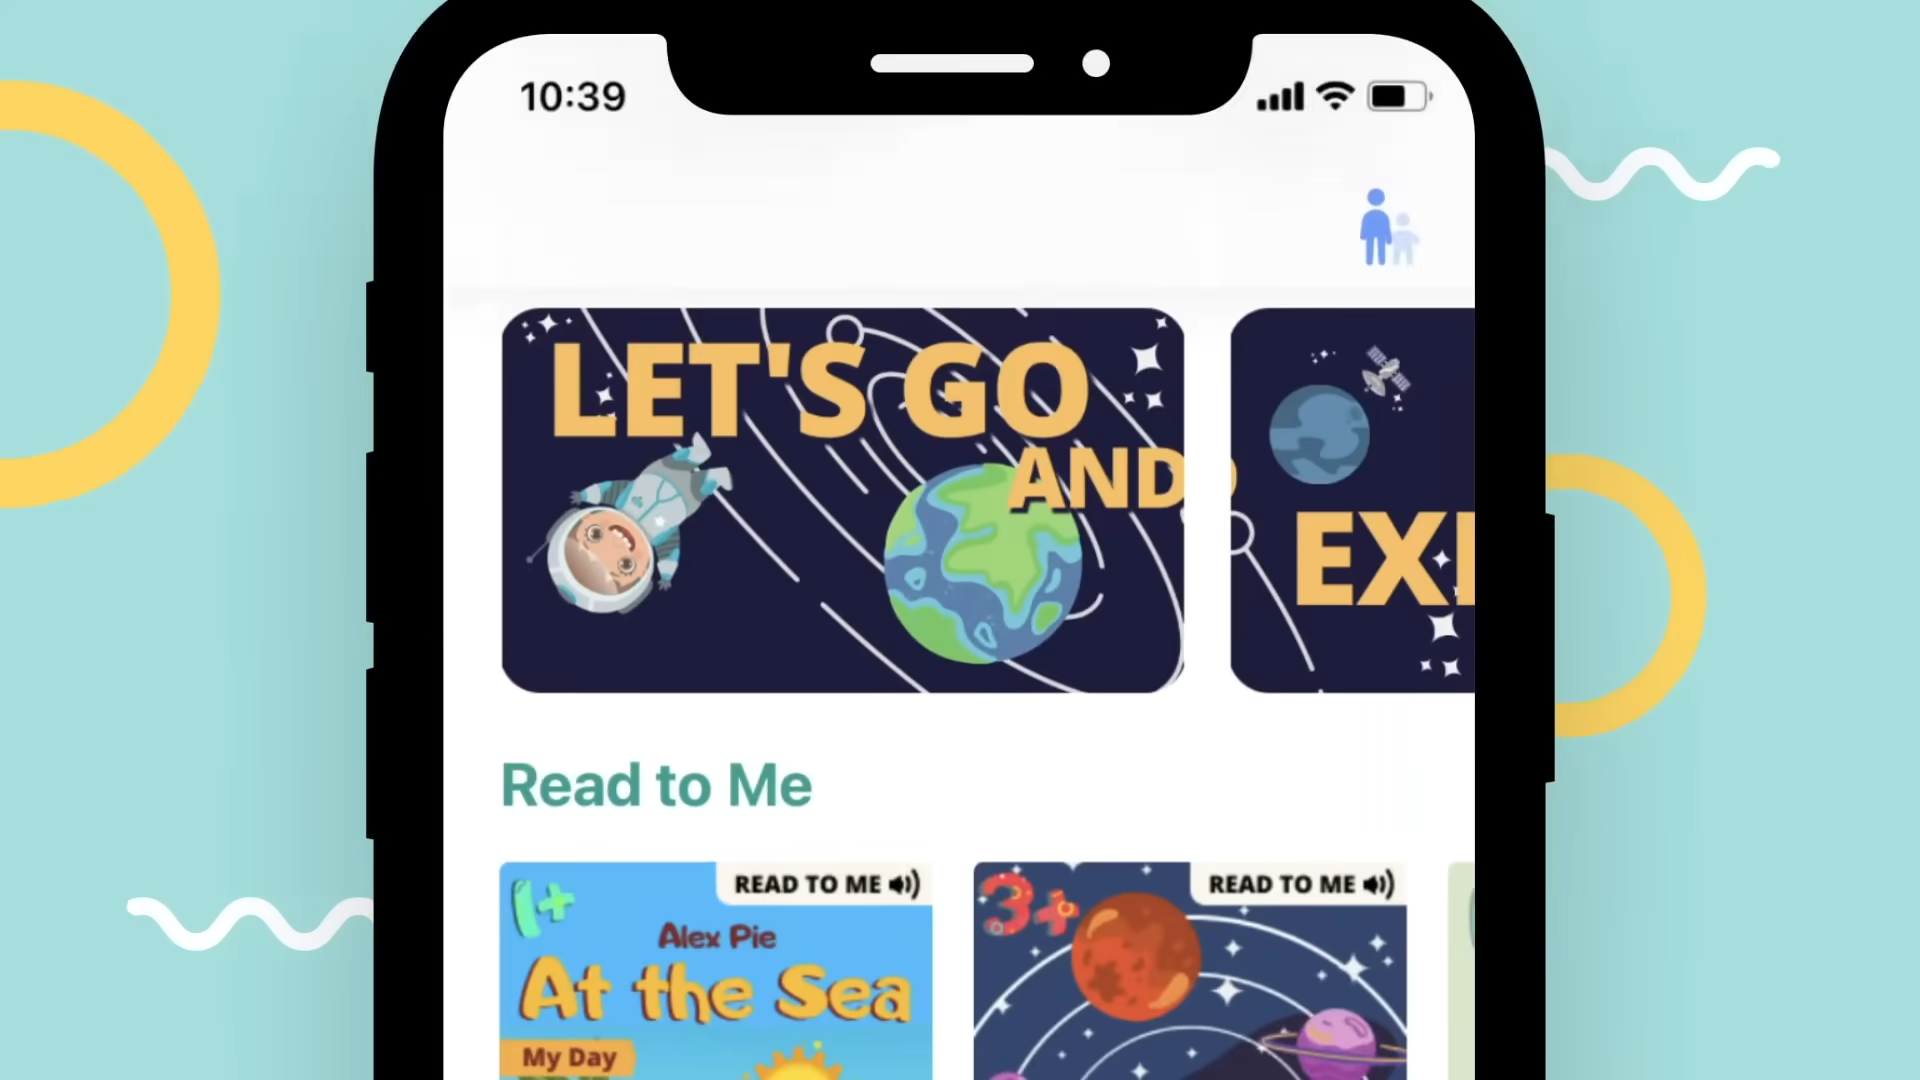 10:39
LET'S GO
AND
EX
Read to Me
READ TO ME
1+
Alex Pie
At the Sea
My Day
READ TO ME
3+